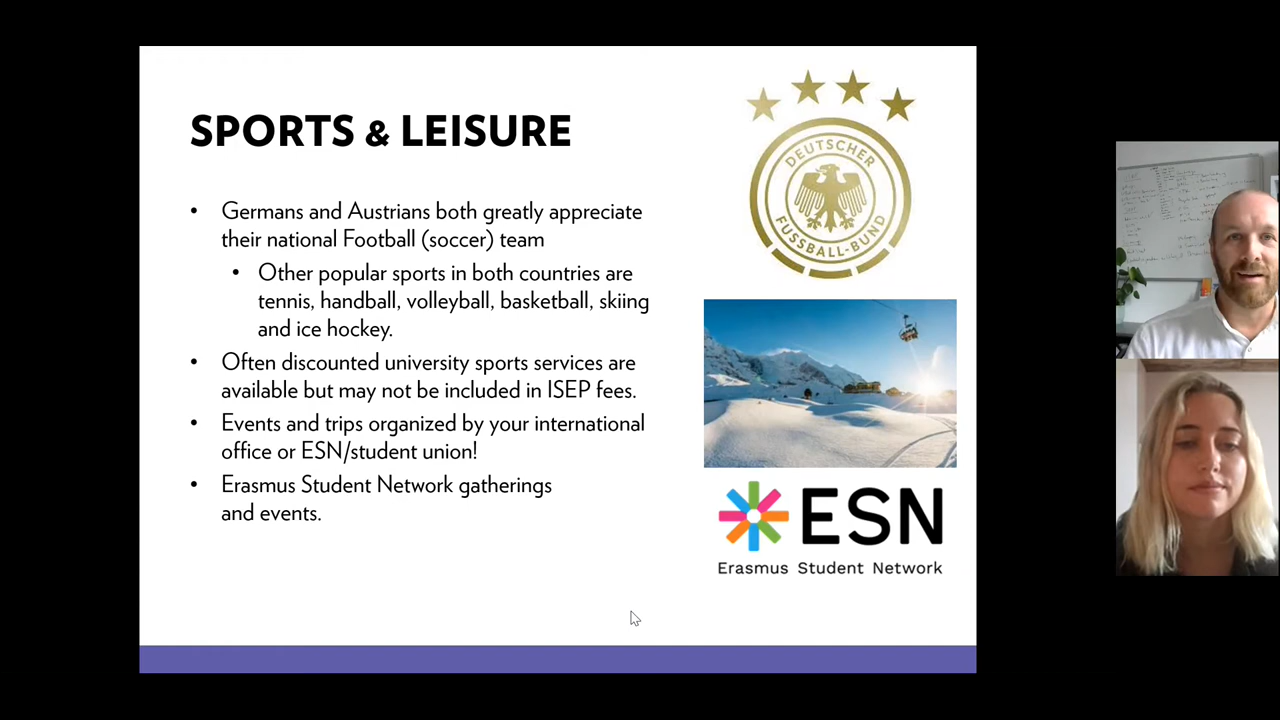 SPORTS & LEISURE
• Germans and Austrians both greatly appreciate
their national Football (soccer) team
• Other popular sports in both countries are
tennis, handball, volleyball, basketball, skiing
and ice hockey.
• Often discounted university sports services are
available but may not be included in ISEP fees.
• Events and trips organized by your international
office or ESN/student union!
• Erasmus Student Network gatherings
and events.
DEUTSCHER
FUSSBALL-BUND
ESN
Erasmus Student Network